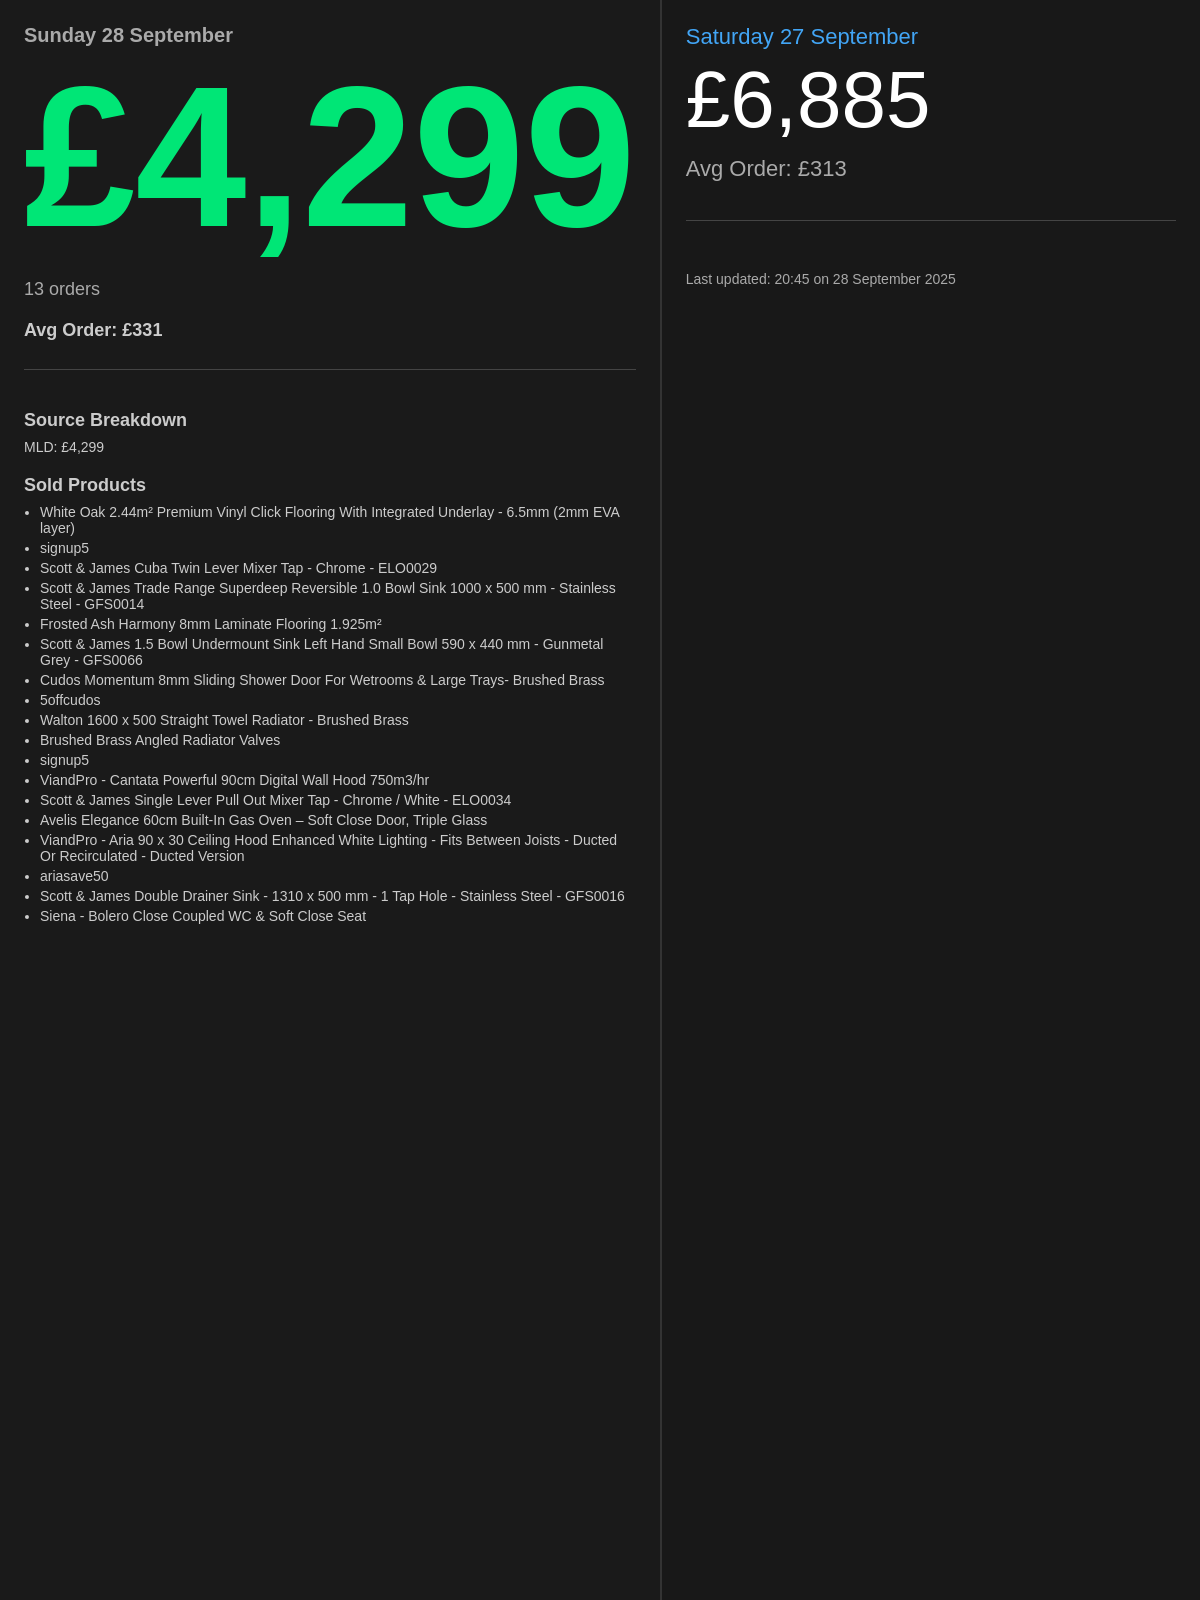 Sunday 28 September
£4,299
13 orders
Avg Order: £331
Source Breakdown
MLD: £4,299
Sold Products
• White Oak 2.44m² Premium Vinyl Click Flooring With Integrated Underlay - 6.5mm (2mm EVA
layer)
• signup5
• Scott & James Cuba Twin Lever Mixer Tap - Chrome - ELO0029
• Scott & James Trade Range Superdeep Reversible 1.0 Bowl Sink 1000 x 500 mm - Stainless
Steel - GFS0014
• Frosted Ash Harmony 8mm Laminate Flooring 1.925m²
• Scott & James 1.5 Bowl Undermount Sink Left Hand Small Bowl 590 x 440 mm - Gunmetal
Grey - GFS0066
• Cudos Momentum 8mm Sliding Shower Door For Wetrooms & Large Trays- Brushed Brass
• 5offcudos
• Walton 1600 x 500 Straight Towel Radiator - Brushed Brass
• Brushed Brass Angled Radiator Valves
• signup5
• ViandPro - Cantata Powerful 90cm Digital Wall Hood 750m3/hr
• Scott & James Single Lever Pull Out Mixer Tap - Chrome / White - ELO0034
• Avelis Elegance 60cm Built-In Gas Oven – Soft Close Door, Triple Glass
• ViandPro - Aria 90 x 30 Ceiling Hood Enhanced White Lighting - Fits Between Joists - Ducted
Or Recirculated - Ducted Version
• ariasave50
• Scott & James Double Drainer Sink - 1310 x 500 mm - 1 Tap Hole - Stainless Steel - GFS0016
• Siena - Bolero Close Coupled WC & Soft Close Seat
Saturday 27 September
£6,885
Avg Order: £313
Last updated: 20:45 on 28 September 2025